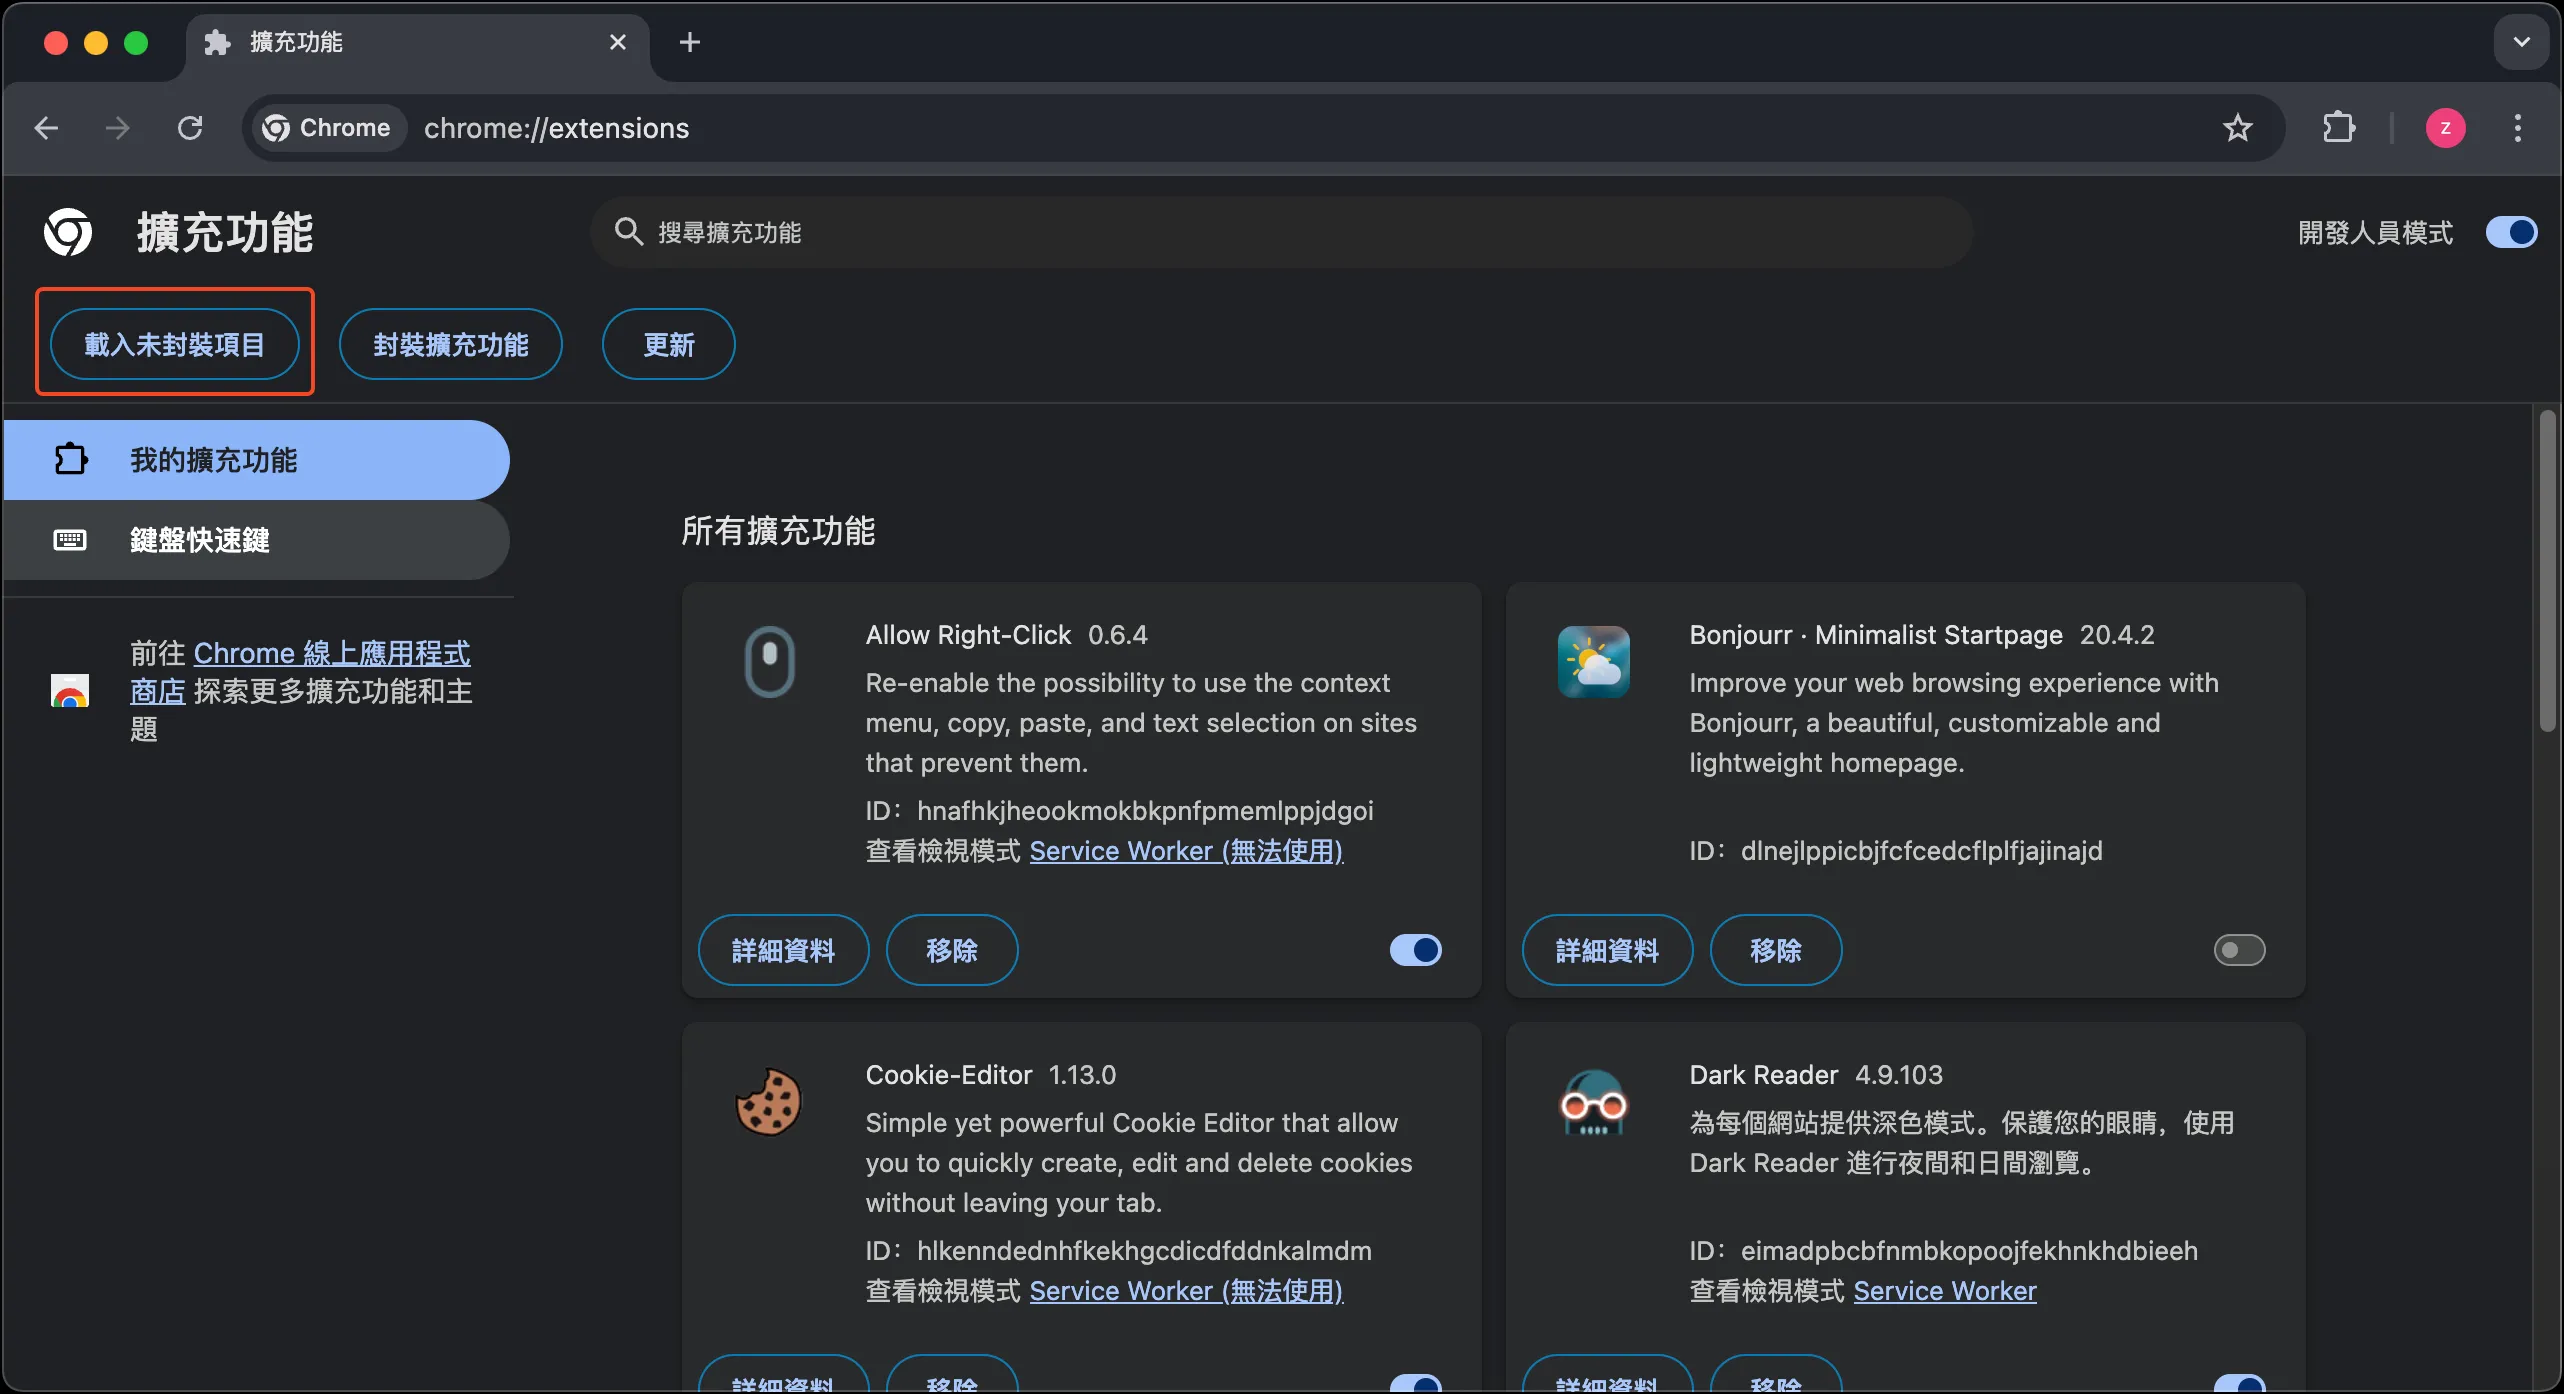 擴充功能
Chrome
chrome://extensions
z
擴充功能
搜尋擴充功能
開發人員模式
載入未封裝項目
封裝擴充功能
更新
我的擴充功能
鍵盤快速鍵
前往 Chrome 線上應用程式
商店 探索更多擴充功能和主
題
所有擴充功能
Allow Right-Click 0.6.4
Re-enable the possibility to use the context
menu, copy, paste, and text selection on sites
that prevent them.
ID：hnafhkjheookmokbkpnfpmemlppjdgoi
查看檢視模式 Service Worker (無法使用)
詳細資料
移除
Bonjourr · Minimalist Startpage 20.4.2
Improve your web browsing experience with
Bonjourr, a beautiful, customizable and
lightweight homepage.
ID：dlnejlppicbjfcfcedcflplfjajinajd
詳細資料
移除
Cookie-Editor 1.13.0
Simple yet powerful Cookie Editor that allow
you to quickly create, edit and delete cookies
without leaving your tab.
ID：hlkenndednhfkekhgcdicdfddnkalmdm
查看檢視模式 Service Worker (無法使用)
詳細資料
移除
Dark Reader 4.9.103
為每個網站提供深色模式。保護您的眼睛，使用
Dark Reader 進行夜間和日間瀏覽。
ID：eimadpbcbfnmbkopoojfekhnkhdbieeh
查看檢視模式 Service Worker
詳細資料
移除